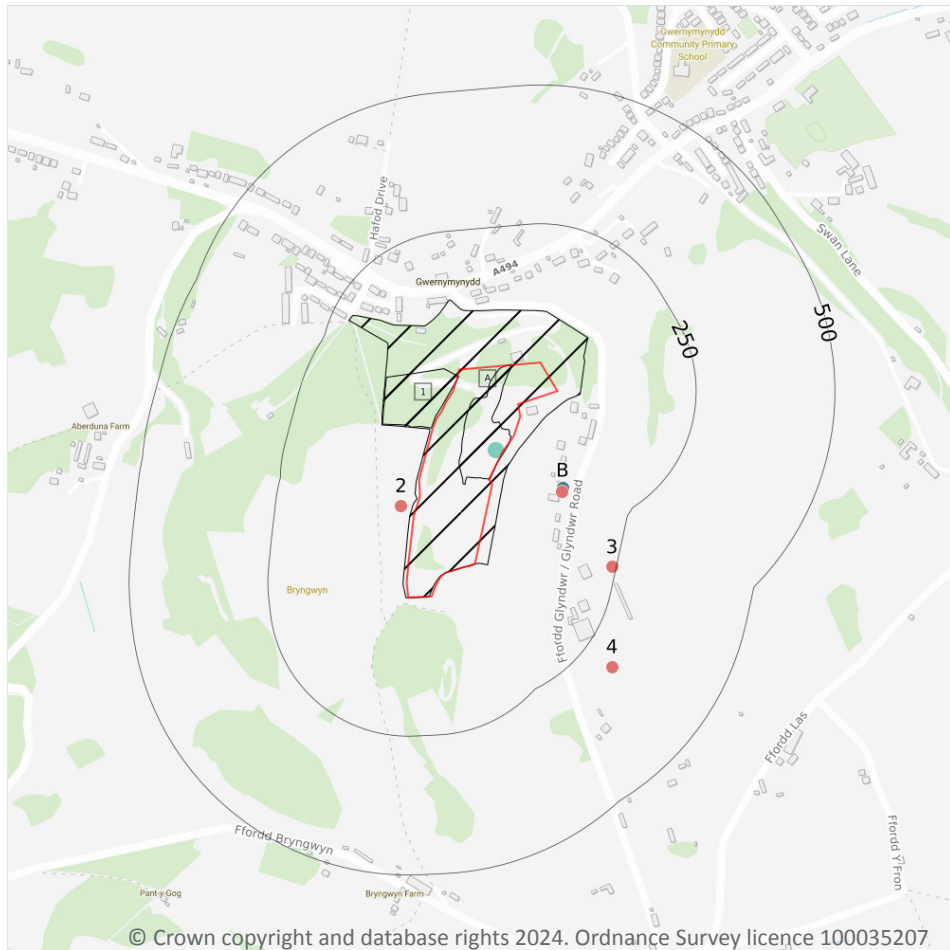 Gwernymynydd
Community Primary
School
Hafod Drive
Swan Lane
A494
Gwernymynydd
250
500
A
1
Aberduna Farm
B
2
3
Bryngwyn
Ffordd Glyndwr / Glyndwr Road
4
Ffordd Las
Ffordd Bryngwyn
Ffordd Y Fron
Pant y Gog
Bryngwyn Farm
© Crown copyright and database rights 2024. Ordnance Survey licence 100035207.